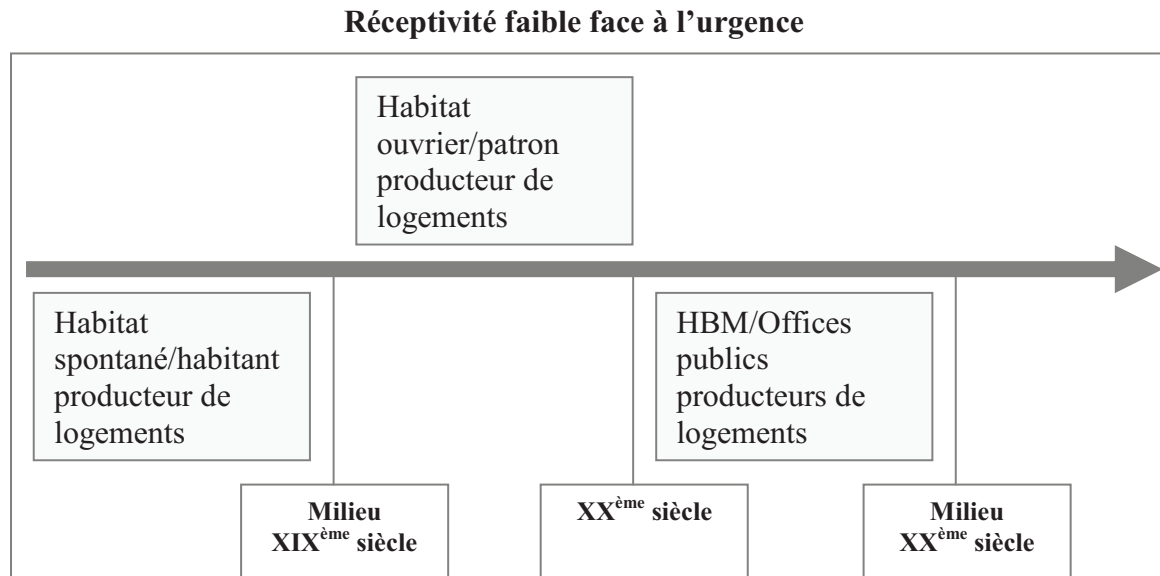 Réceptivité faible face à l’urgence
Habitat
ouvrier/patron
producteur de
logements
Habitat
spontané/habitant
producteur de
logements
HBM/Offices
publics
producteurs de
logements
Milieu
XIXème siècle
XXème siècle
Milieu
XXème siècle